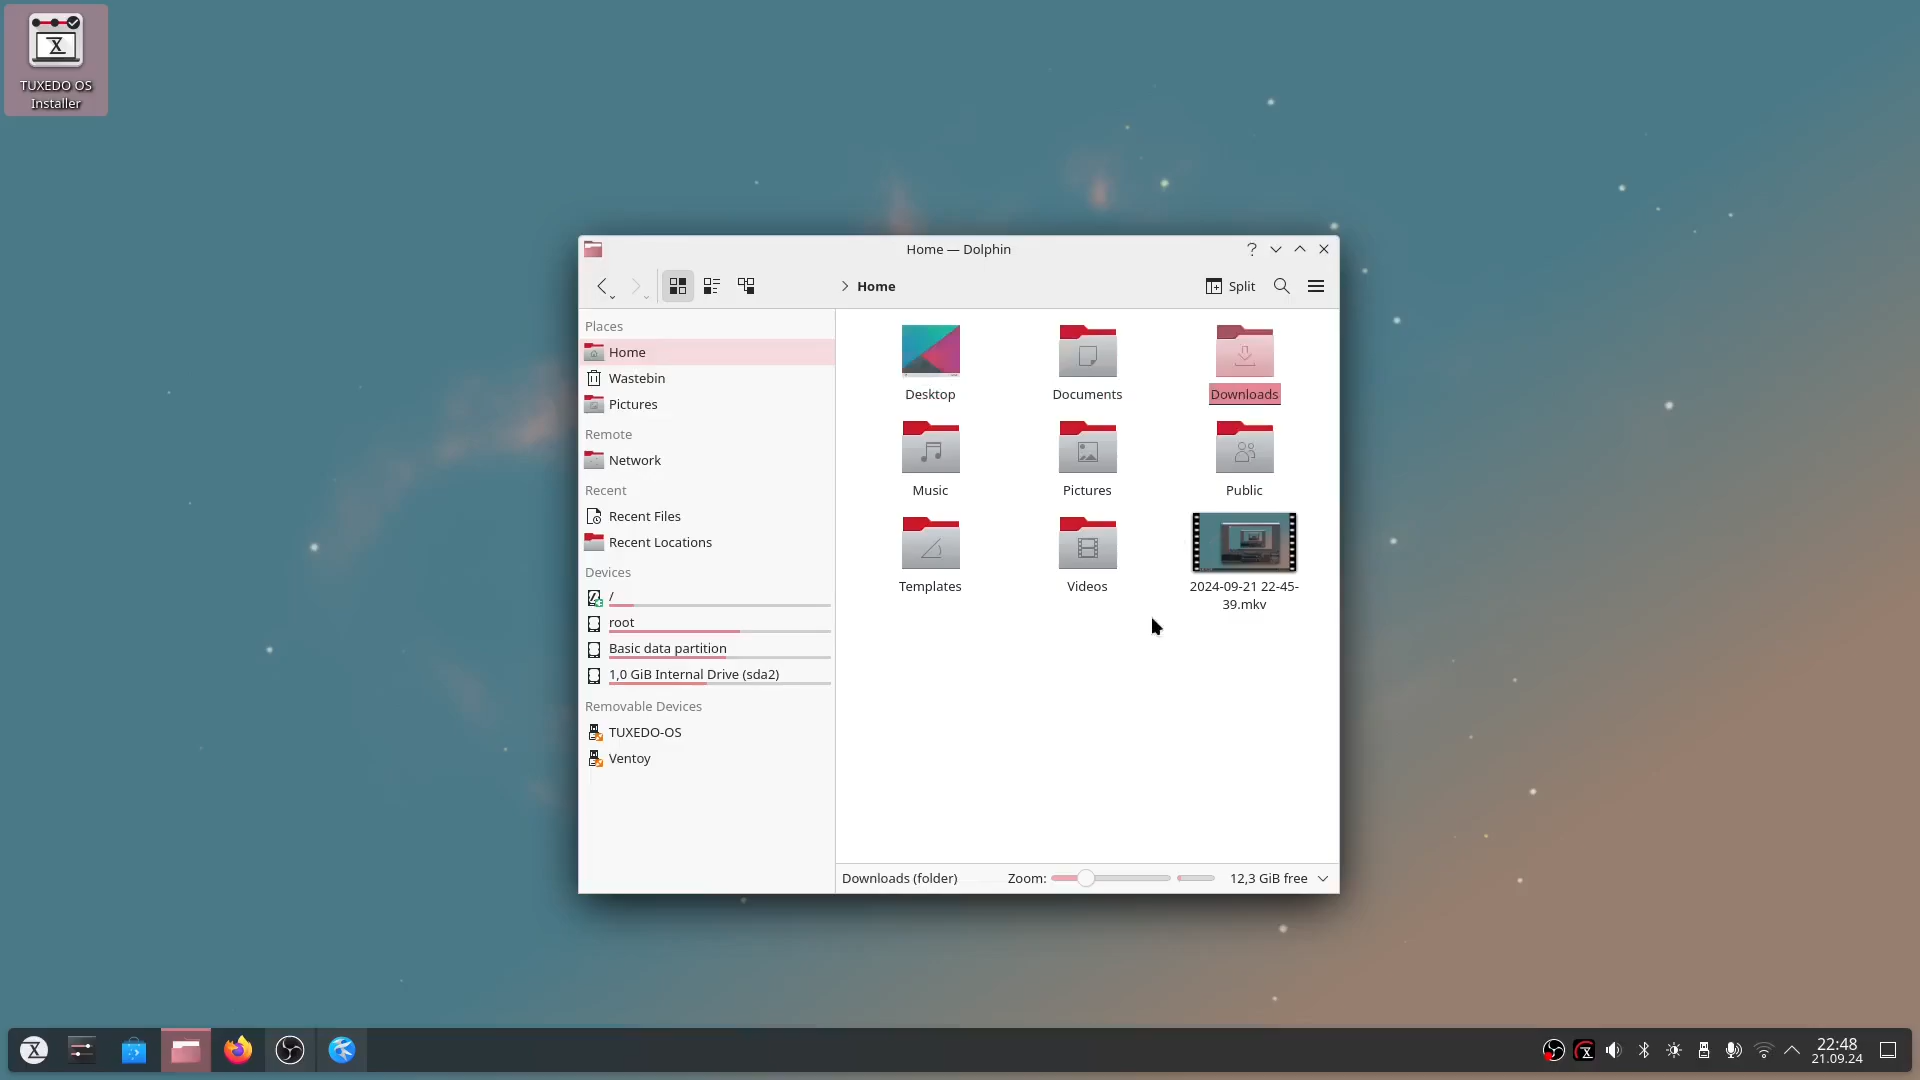 TUXEDO OS
Installer
Home — Dolphin
Home
Split
Places
Home
Wastebin
Pictures
Remote
Network
Recent
Recent Files
Recent Locations
Devices
/
root
Basic data partition
1,0 GiB Internal Drive (sda2)
Removable Devices
TUXEDO-OS
Ventoy
Desktop
Documents
Downloads
Music
Pictures
Public
Templates
Videos
2024-09-21 22-45-
39.mkv
Downloads (folder)
Zoom:
12,3 GiB free
22:48
21.09.24